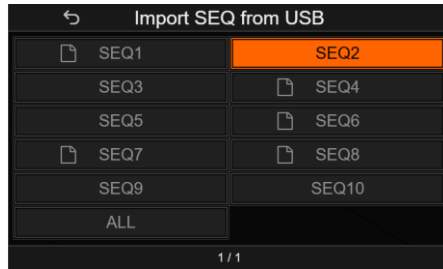 Import SEQ from USB
SEQ1 SEQ2
SEQ3 SEQ4
SEQ5 SEQ6
SEQ7 SEQ8
SEQ9 SEQ10
ALL
1 / 1